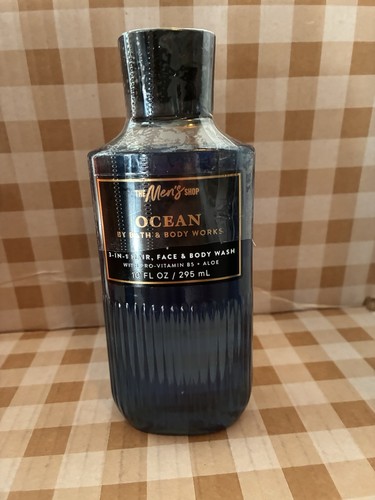 THE Men's SHOP
OCEAN
BY BATH & BODY WORKS
3-IN-1 HAIR, FACE & BODY WASH
WITH PRO-VITAMIN B5 + ALOE
10 FL OZ / 295 mL